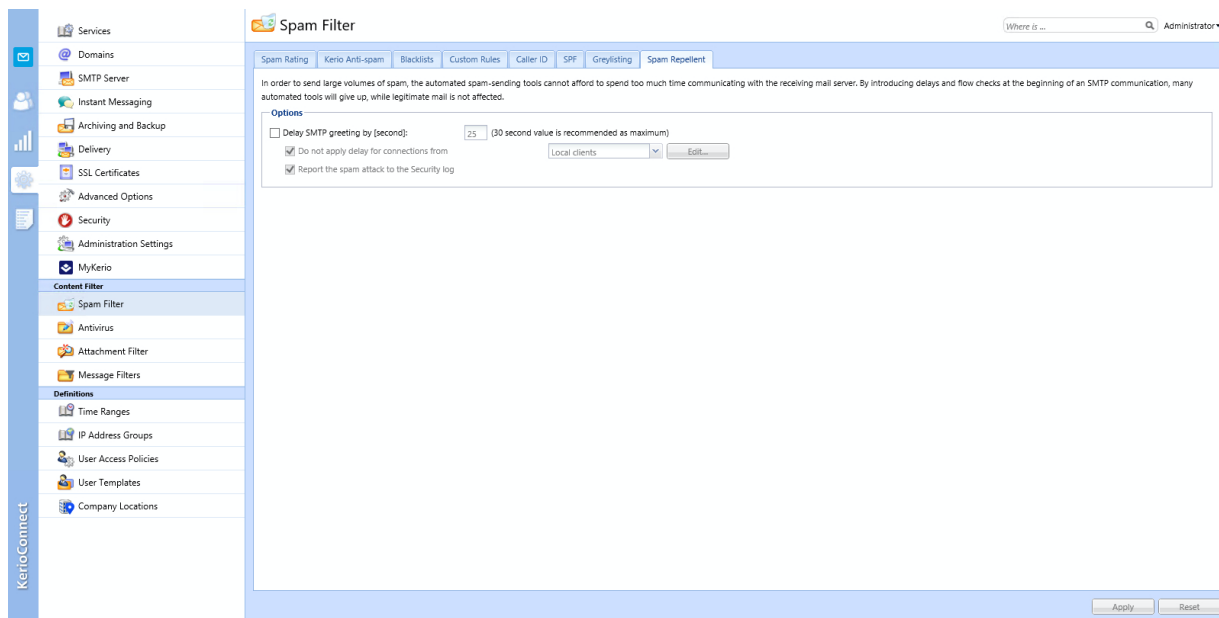 Spam Filter
Where is ...
Administrator
Services
Domains
SMTP Server
Instant Messaging
Archiving and Backup
Delivery
SSL Certificates
Advanced Options
Security
Administration Settings
MyKerio
Content Filter
Spam Filter
Antivirus
Attachment Filter
Message Filters
Definitions
Time Ranges
IP Address Groups
User Access Policies
User Templates
Company Locations
KerioConnect
Spam Rating Kerio Anti-spam Blacklists Custom Rules Caller ID SPF Greylisting Spam Repellent
In order to send large volumes of spam, the automated spam-sending tools cannot afford to spend too much time communicating with the receiving mail server. By introducing delays and flow checks at the beginning of an SMTP communication, many
automated tools will give up, while legitimate mail is not affected.
Options
Delay SMTP greeting by [second]: 25 (30 second value is recommended as maximum)
Do not apply delay for connections from Local clients Edit...
Report the spam attack to the Security log
Apply Reset